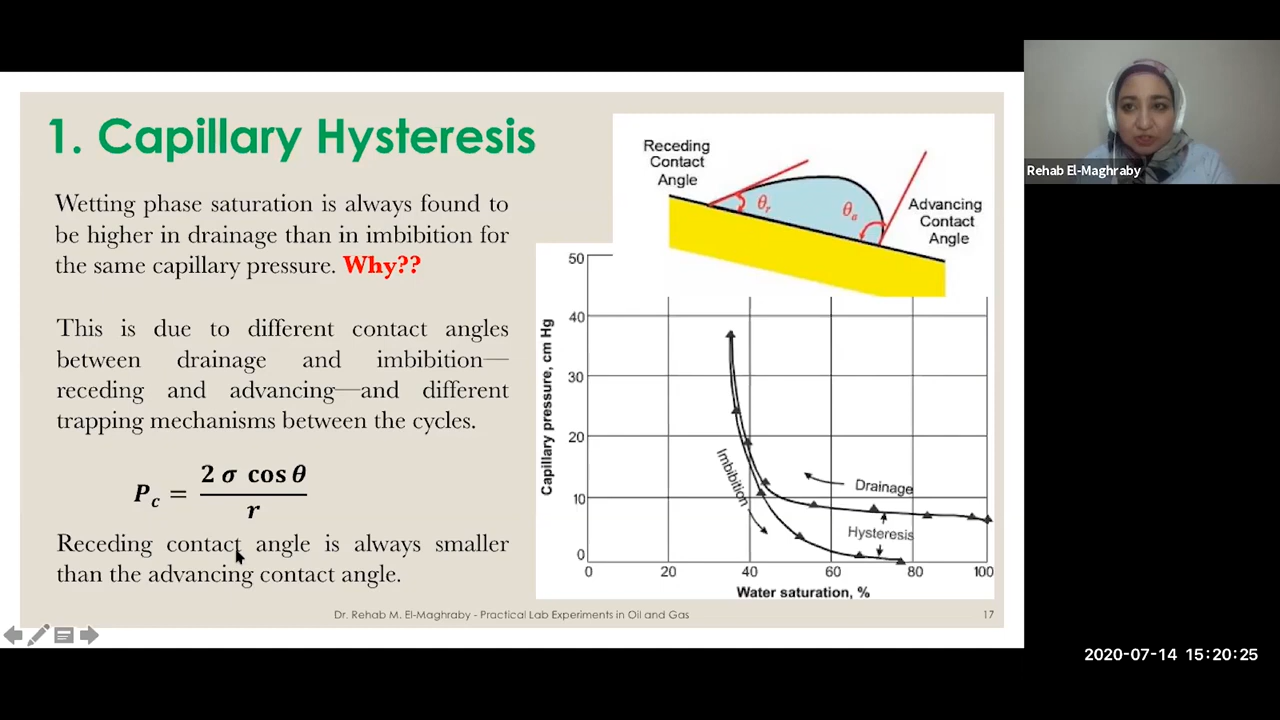 1. Capillary Hysteresis
Wetting phase saturation is always found to
be higher in drainage than in imbibition for
the same capillary pressure. Why??
This is due to different contact angles
between drainage and imbibition—
receding and advancing—and different
trapping mechanisms between the cycles.
P_c = 2 σ cos θ / r
Receding contact angle is always smaller
than the advancing contact angle.
Receding
Contact
Angle
θr
θa
Advancing
Contact
Angle
Capillary pressure, cm Hg
50
40
30
20
10
0
Imbibition
Drainage
Hysteresis
0 20 40 60 80 100
Water saturation, %
Dr. Rehab M. El-Maghraby - Practical Lab Experiments in Oil and Gas
17
Rehab El-Maghraby
2020-07-14 15:20:25